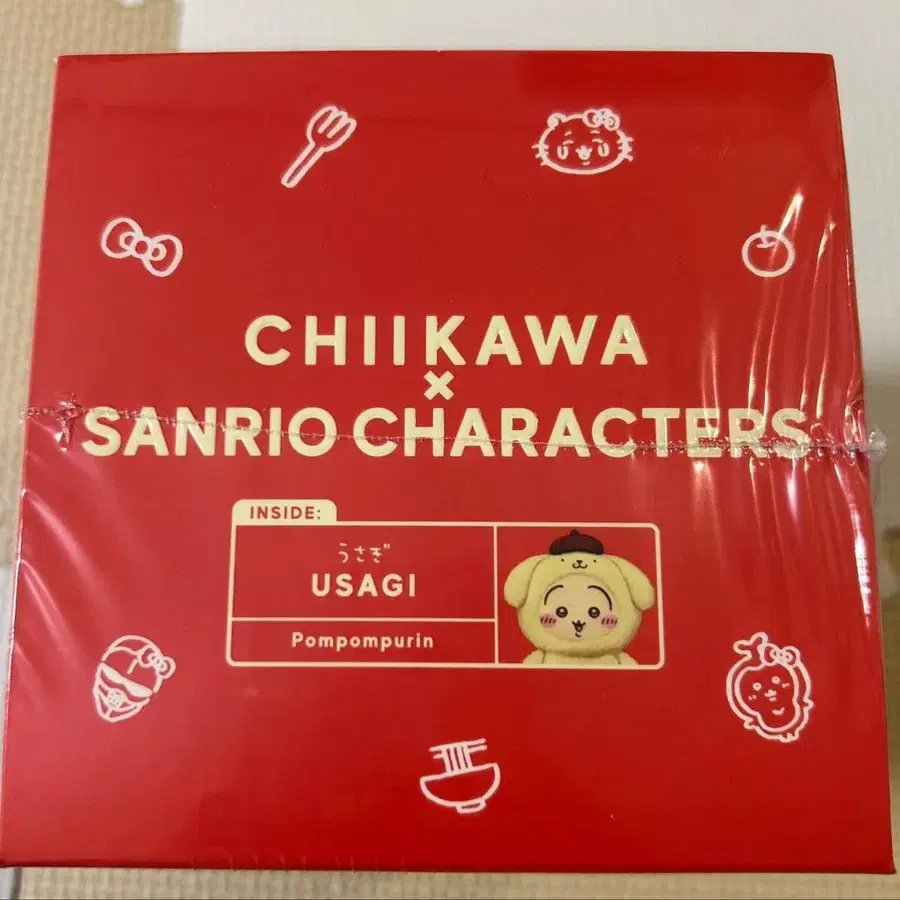 CHIIKAWA
×
SANRIO CHARACTERS
INSIDE:
うさぎ
USAGI
Pompompurin